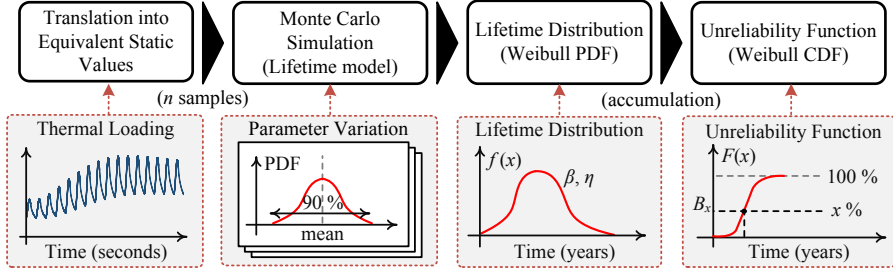 Translation into
Equivalent Static
Values
Monte Carlo
Simulation
(Lifetime model)
Lifetime Distribution
(Weibull PDF)
Unreliability Function
(Weibull CDF)
(n samples)
(accumulation)
Thermal Loading
Time (seconds)
Parameter Variation
PDF
90 %
mean
Lifetime Distribution
f(x)
β, η
Time (years)
Unreliability Function
F(x)
100 %
Bx
x %
Time (years)